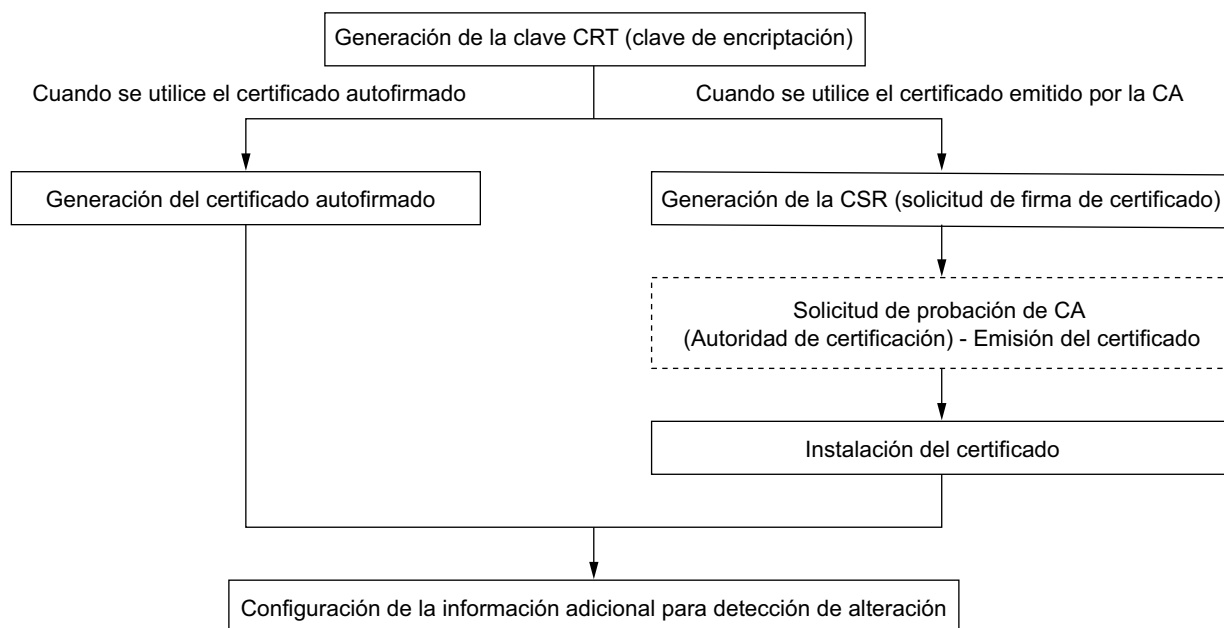 Generación de la clave CRT (clave de encriptación)
Cuando se utilice el certificado autofirmado
Cuando se utilice el certificado emitido por la CA
Generación del certificado autofirmado
Generación de la CSR (solicitud de firma de certificado)
Solicitud de probación de CA
(Autoridad de certificación) - Emisión del certificado
Instalación del certificado
Configuración de la información adicional para detección de alteración